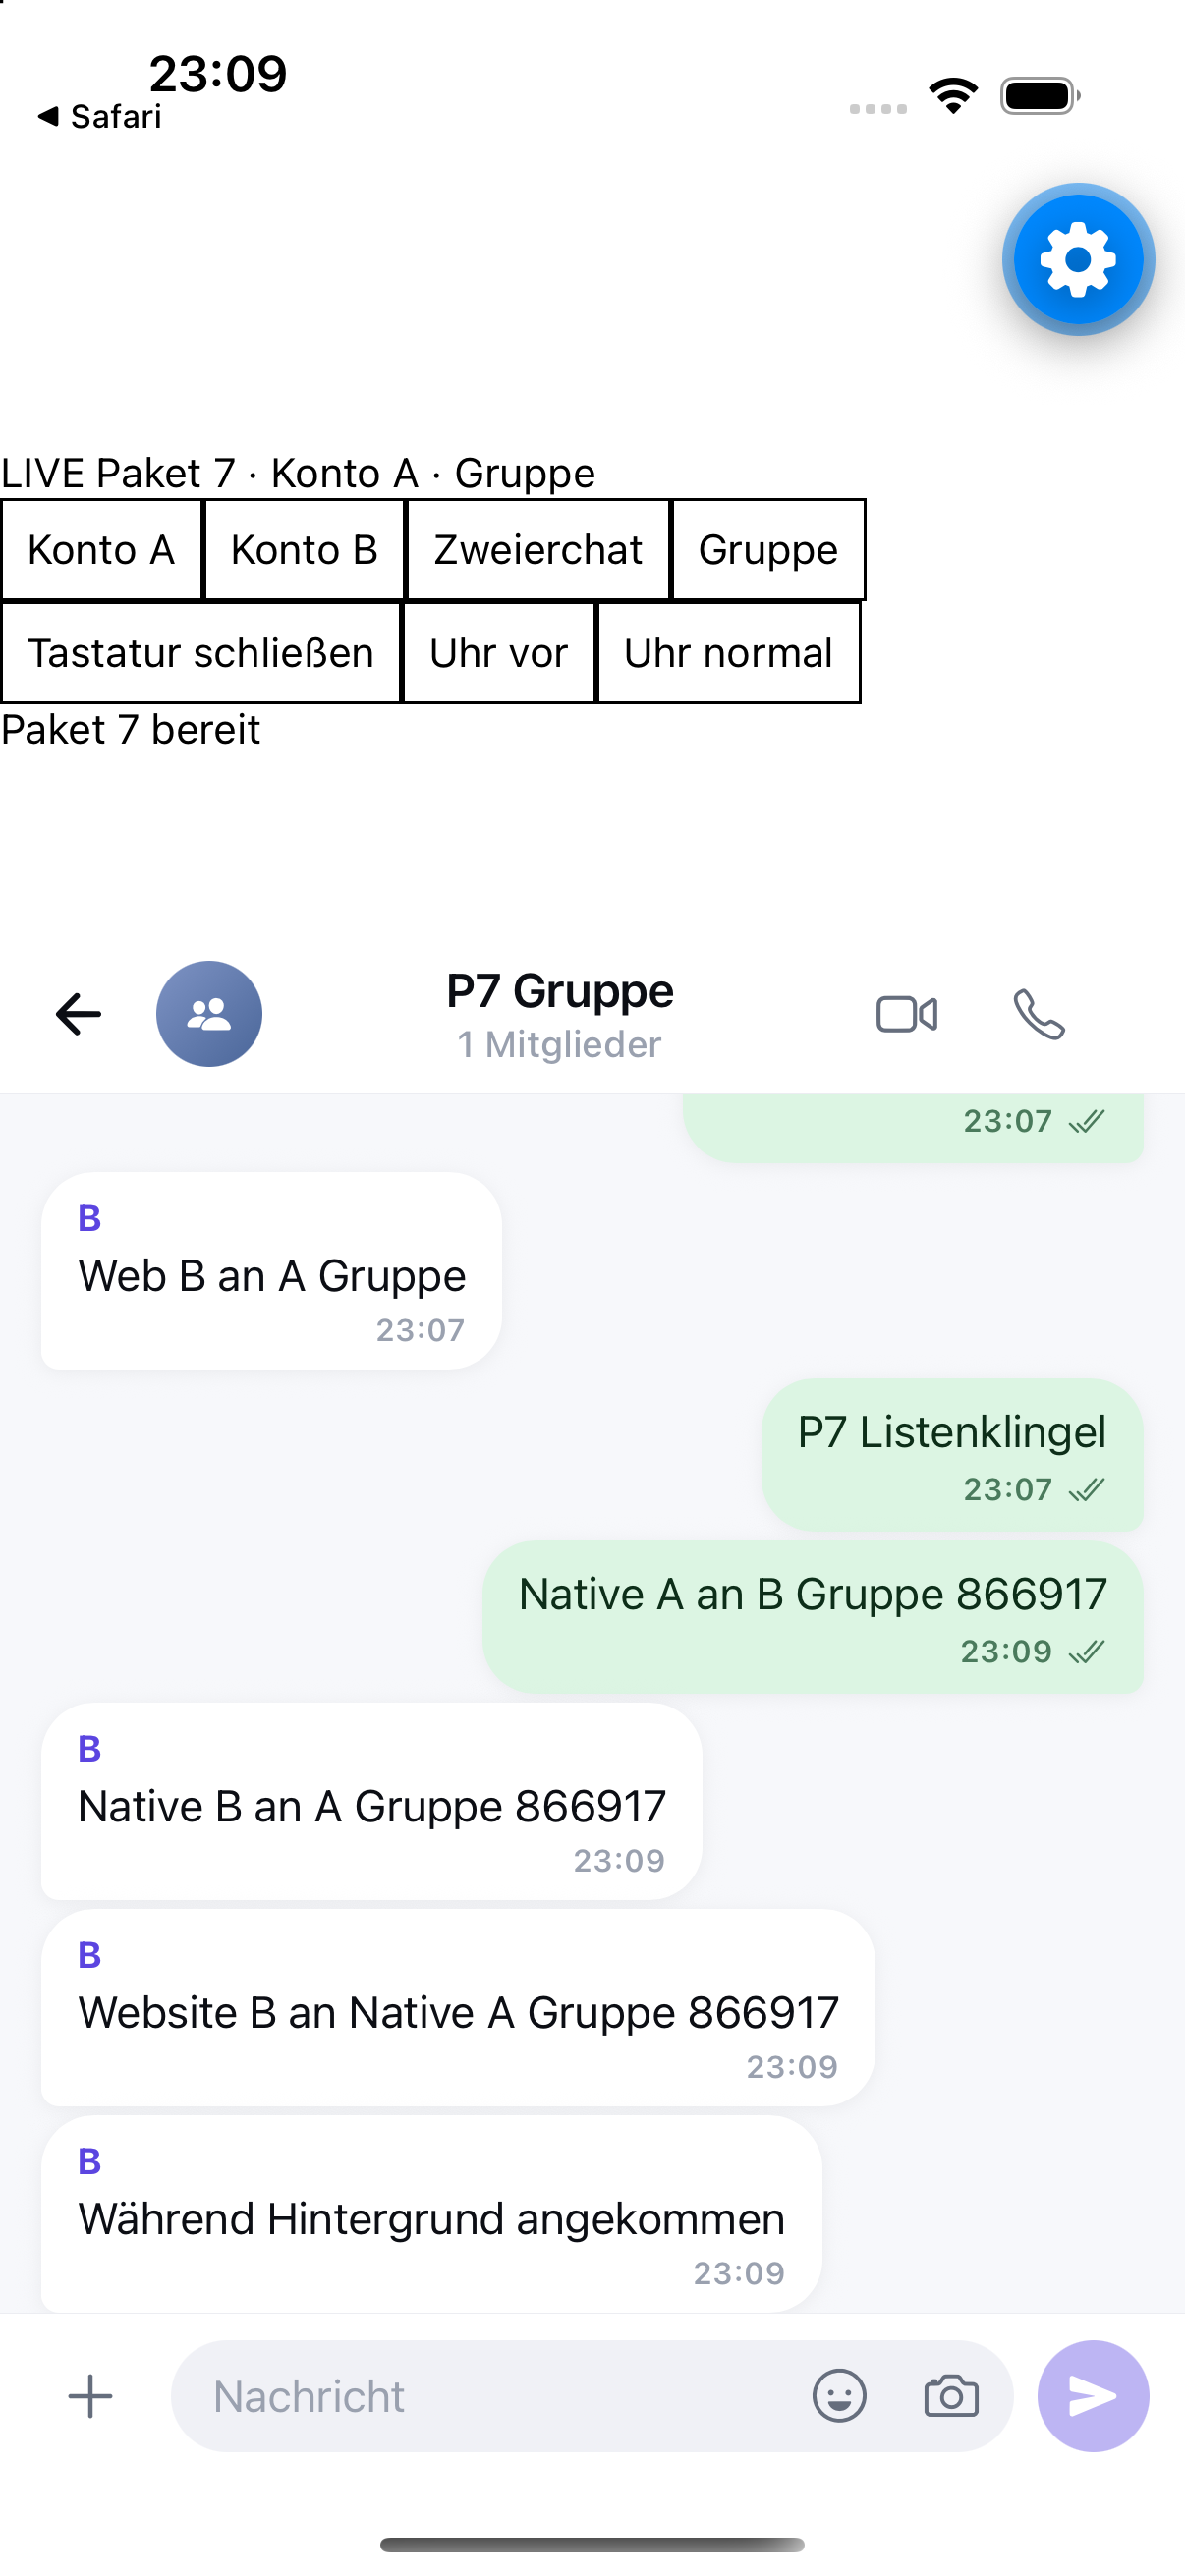 23:09
◀ Safari
LIVE Paket 7 · Konto A · Gruppe
Konto A Konto B Zweierchat Gruppe
Tastatur schließen Uhr vor Uhr normal
Paket 7 bereit
P7 Gruppe
1 Mitglieder
23:07
B
Web B an A Gruppe
23:07
P7 Listenklingel
23:07
Native A an B Gruppe 866917
23:09
B
Native B an A Gruppe 866917
23:09
B
Website B an Native A Gruppe 866917
23:09
B
Während Hintergrund angekommen
23:09
Nachricht